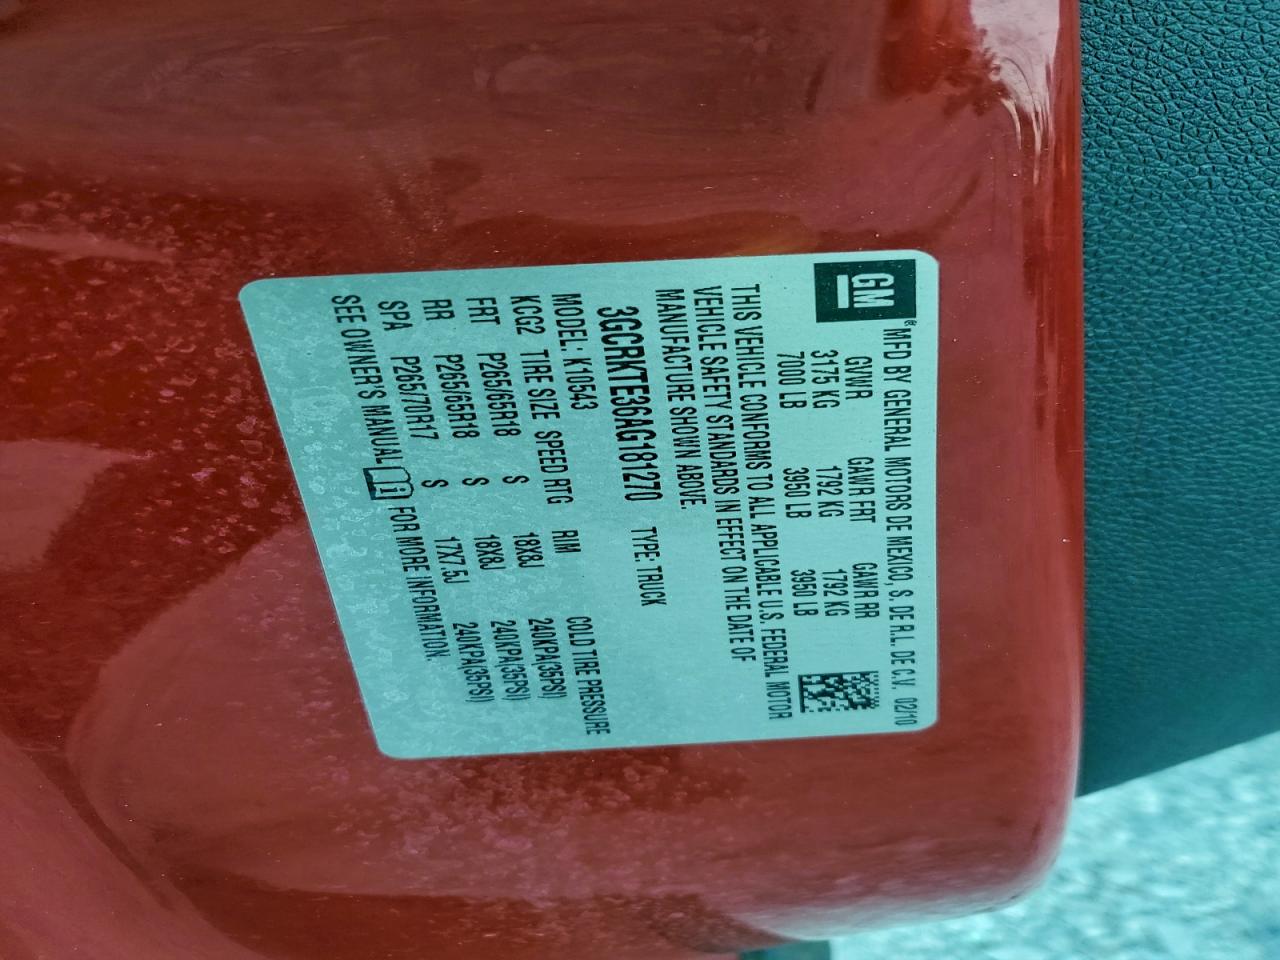 GM
® MFD BY GENERAL MOTORS DE MEXICO, S. DE R.L. DE C.V. 02/10
GVWR GAWR FRT GAWR RR
3175 KG 1792 KG 1792 KG
7000 LB 3950 LB 3950 LB
THIS VEHICLE CONFORMS TO ALL APPLICABLE U.S. FEDERAL MOTOR
VEHICLE SAFETY STANDARDS IN EFFECT ON THE DATE OF
MANUFACTURE SHOWN ABOVE.
3GCRKTE36AG181270 TYPE: TRUCK
MODEL: K10543
KCG2 TIRE SIZE SPEED RTG RIM COLD TIRE PRESSURE
FRT P265/65R18 S 18X8J 240KPA(35PSI)
RR P265/65R18 S 18X8J 240KPA(35PSI)
SPA P265/70R17 S 17X7.5J 240KPA(35PSI)
SEE OWNER'S MANUAL i FOR MORE INFORMATION.